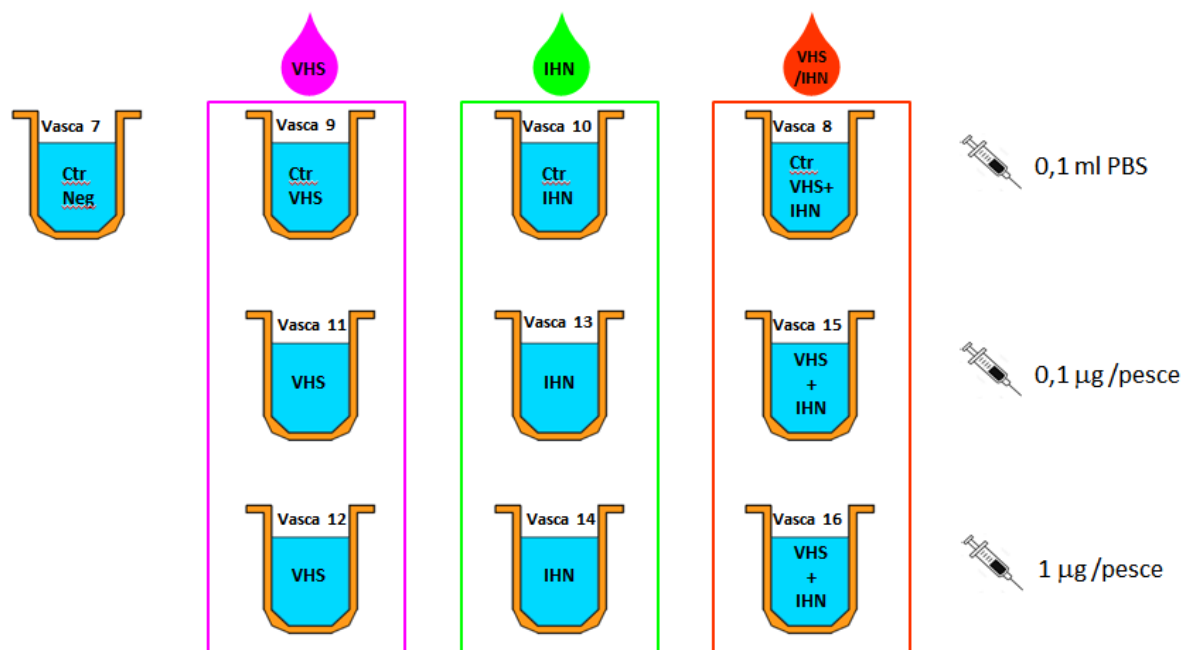 VHS
IHN
VHS
/IHN
Vasca 7
Ctr
Neg
Vasca 9
Ctr
VHS
Vasca 10
Ctr
IHN
Vasca 8
Ctr
VHS+
IHN
0,1 ml PBS
Vasca 11
VHS
Vasca 13
IHN
Vasca 15
VHS
+
IHN
0,1 µg/pesce
Vasca 12
VHS
Vasca 14
IHN
Vasca 16
VHS
+
IHN
1 µg/pesce